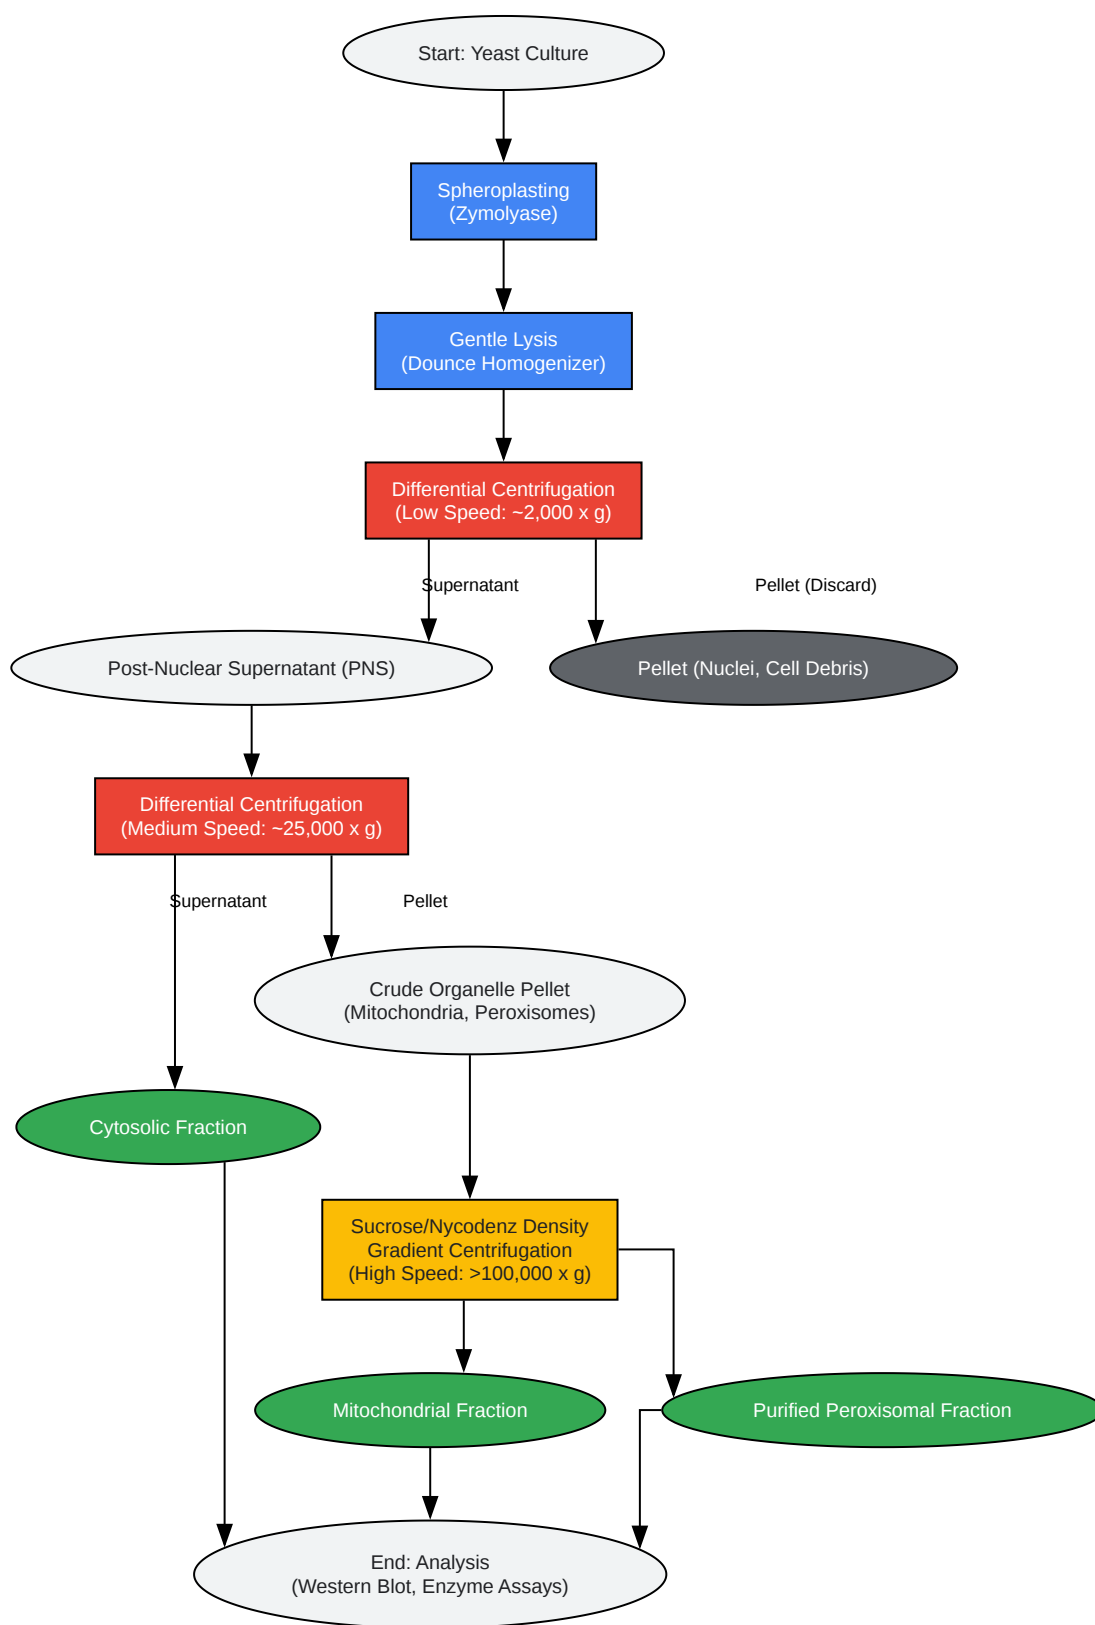 Start: Yeast Culture
Spheroplasting
(Zymolyase)
Gentle Lysis
(Dounce Homogenizer)
Differential Centrifugation
(Low Speed: ~2,000 x g)
Supernatant
Pellet (Discard)
Post-Nuclear Supernatant (PNS)
Pellet (Nuclei, Cell Debris)
Differential Centrifugation
(Medium Speed: ~25,000 x g)
Supernatant
Pellet
Crude Organelle Pellet
(Mitochondria, Peroxisomes)
Cytosolic Fraction
Sucrose/Nycodenz Density
Gradient Centrifugation
(High Speed: >100,000 x g)
Mitochondrial Fraction
Purified Peroxisomal Fraction
End: Analysis
(Western Blot, Enzyme Assays)